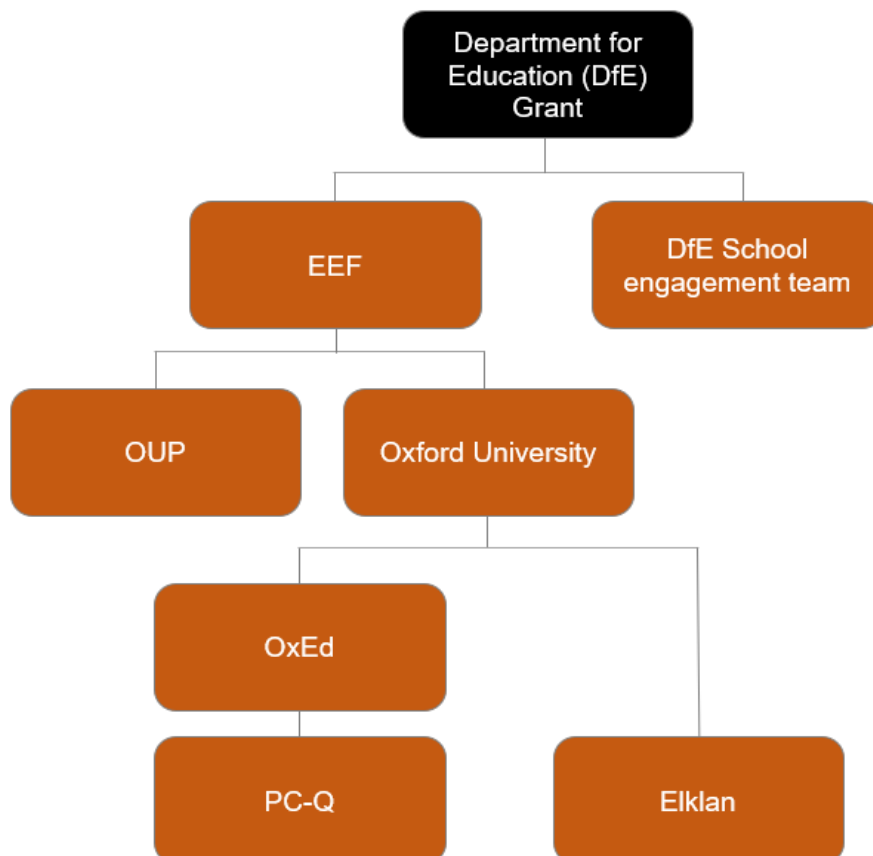 Department for
Education (DfE)
Grant
EEF
DfE School
engagement team
OUP
Oxford University
OxEd
PC-Q
Elklan